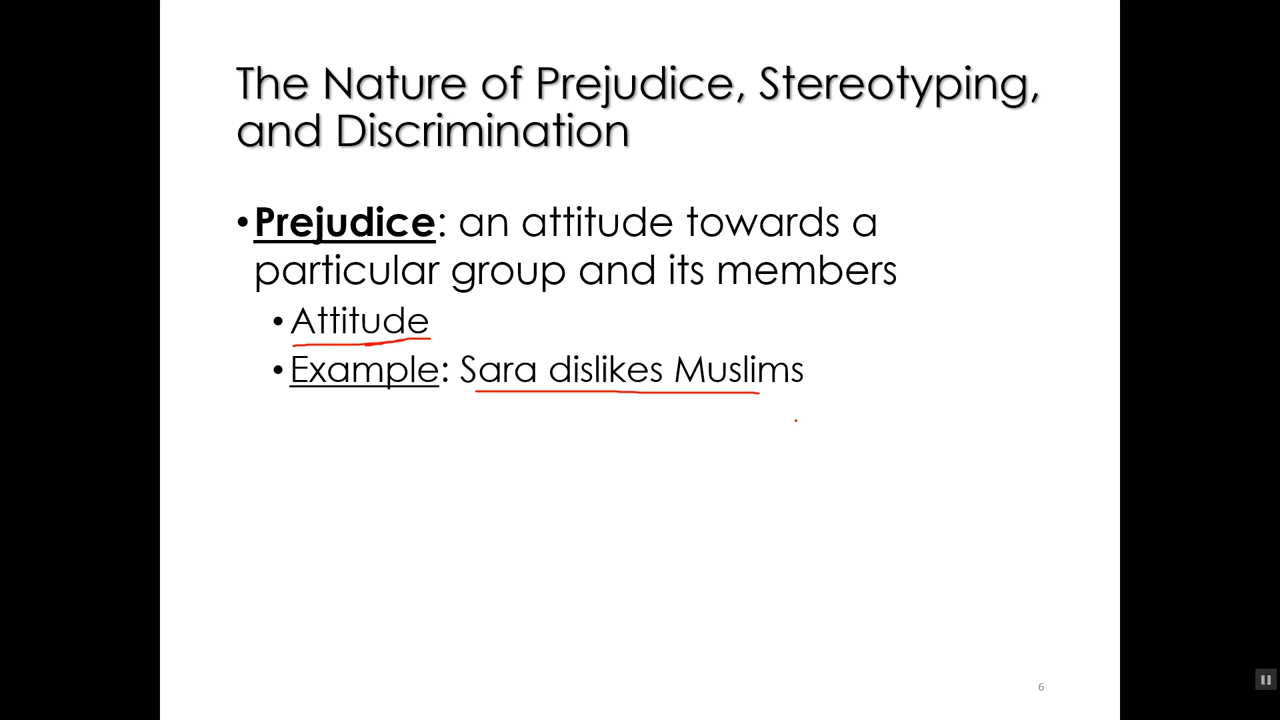 The Nature of Prejudice, Stereotyping,
and Discrimination
•Prejudice: an attitude towards a
particular group and its members
•Attitude
•Example: Sara dislikes Muslims
6